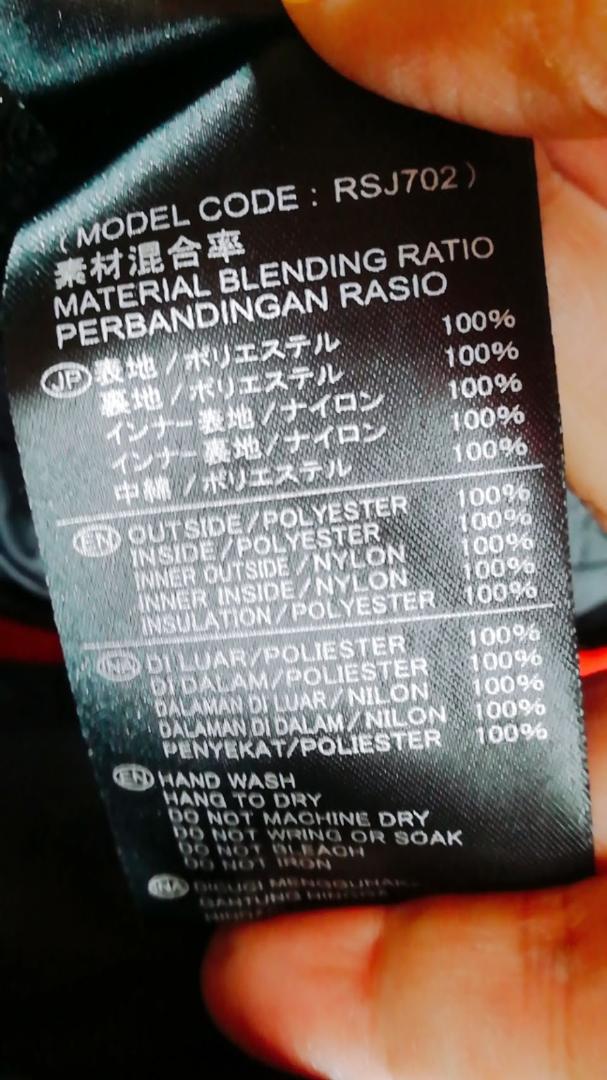 ( MODEL CODE : RSJ702 )
素材混合率
MATERIAL BLENDING RATIO
PERBANDINGAN RASIO
JP 表地 / ポリエステル 100%
裏地 / ポリエステル 100%
インナー表地 / ナイロン 100%
インナー裏地 / ナイロン 100%
中綿 / ポリエステル 100%
EN OUTSIDE / POLYESTER 100%
INSIDE / POLYESTER 100%
INNER OUTSIDE / NYLON 100%
INNER INSIDE / NYLON 100%
INSULATION / POLYESTER 100%
INA DI LUAR / POLIESTER 100%
DI DALAM / POLIESTER 100%
DALAMAN DI LUAR / NILON 100%
DALAMAN DI DALAM / NILON 100%
PENYEKAT / POLIESTER 100%
EN HAND WASH
HANG TO DRY
DO NOT MACHINE DRY
DO NOT WRING OR SOAK
DO NOT BLEACH
DO NOT IRON
INA